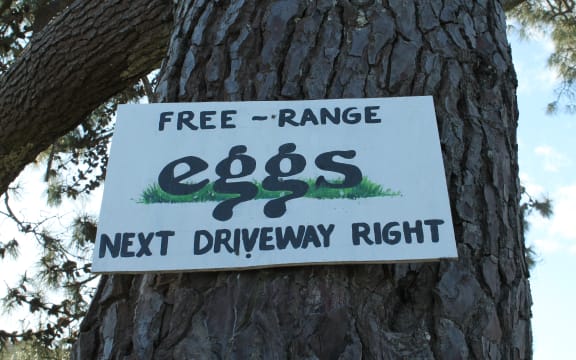 FREE ~ RANGE
eggs
NEXT DRIVEWAY RIGHT